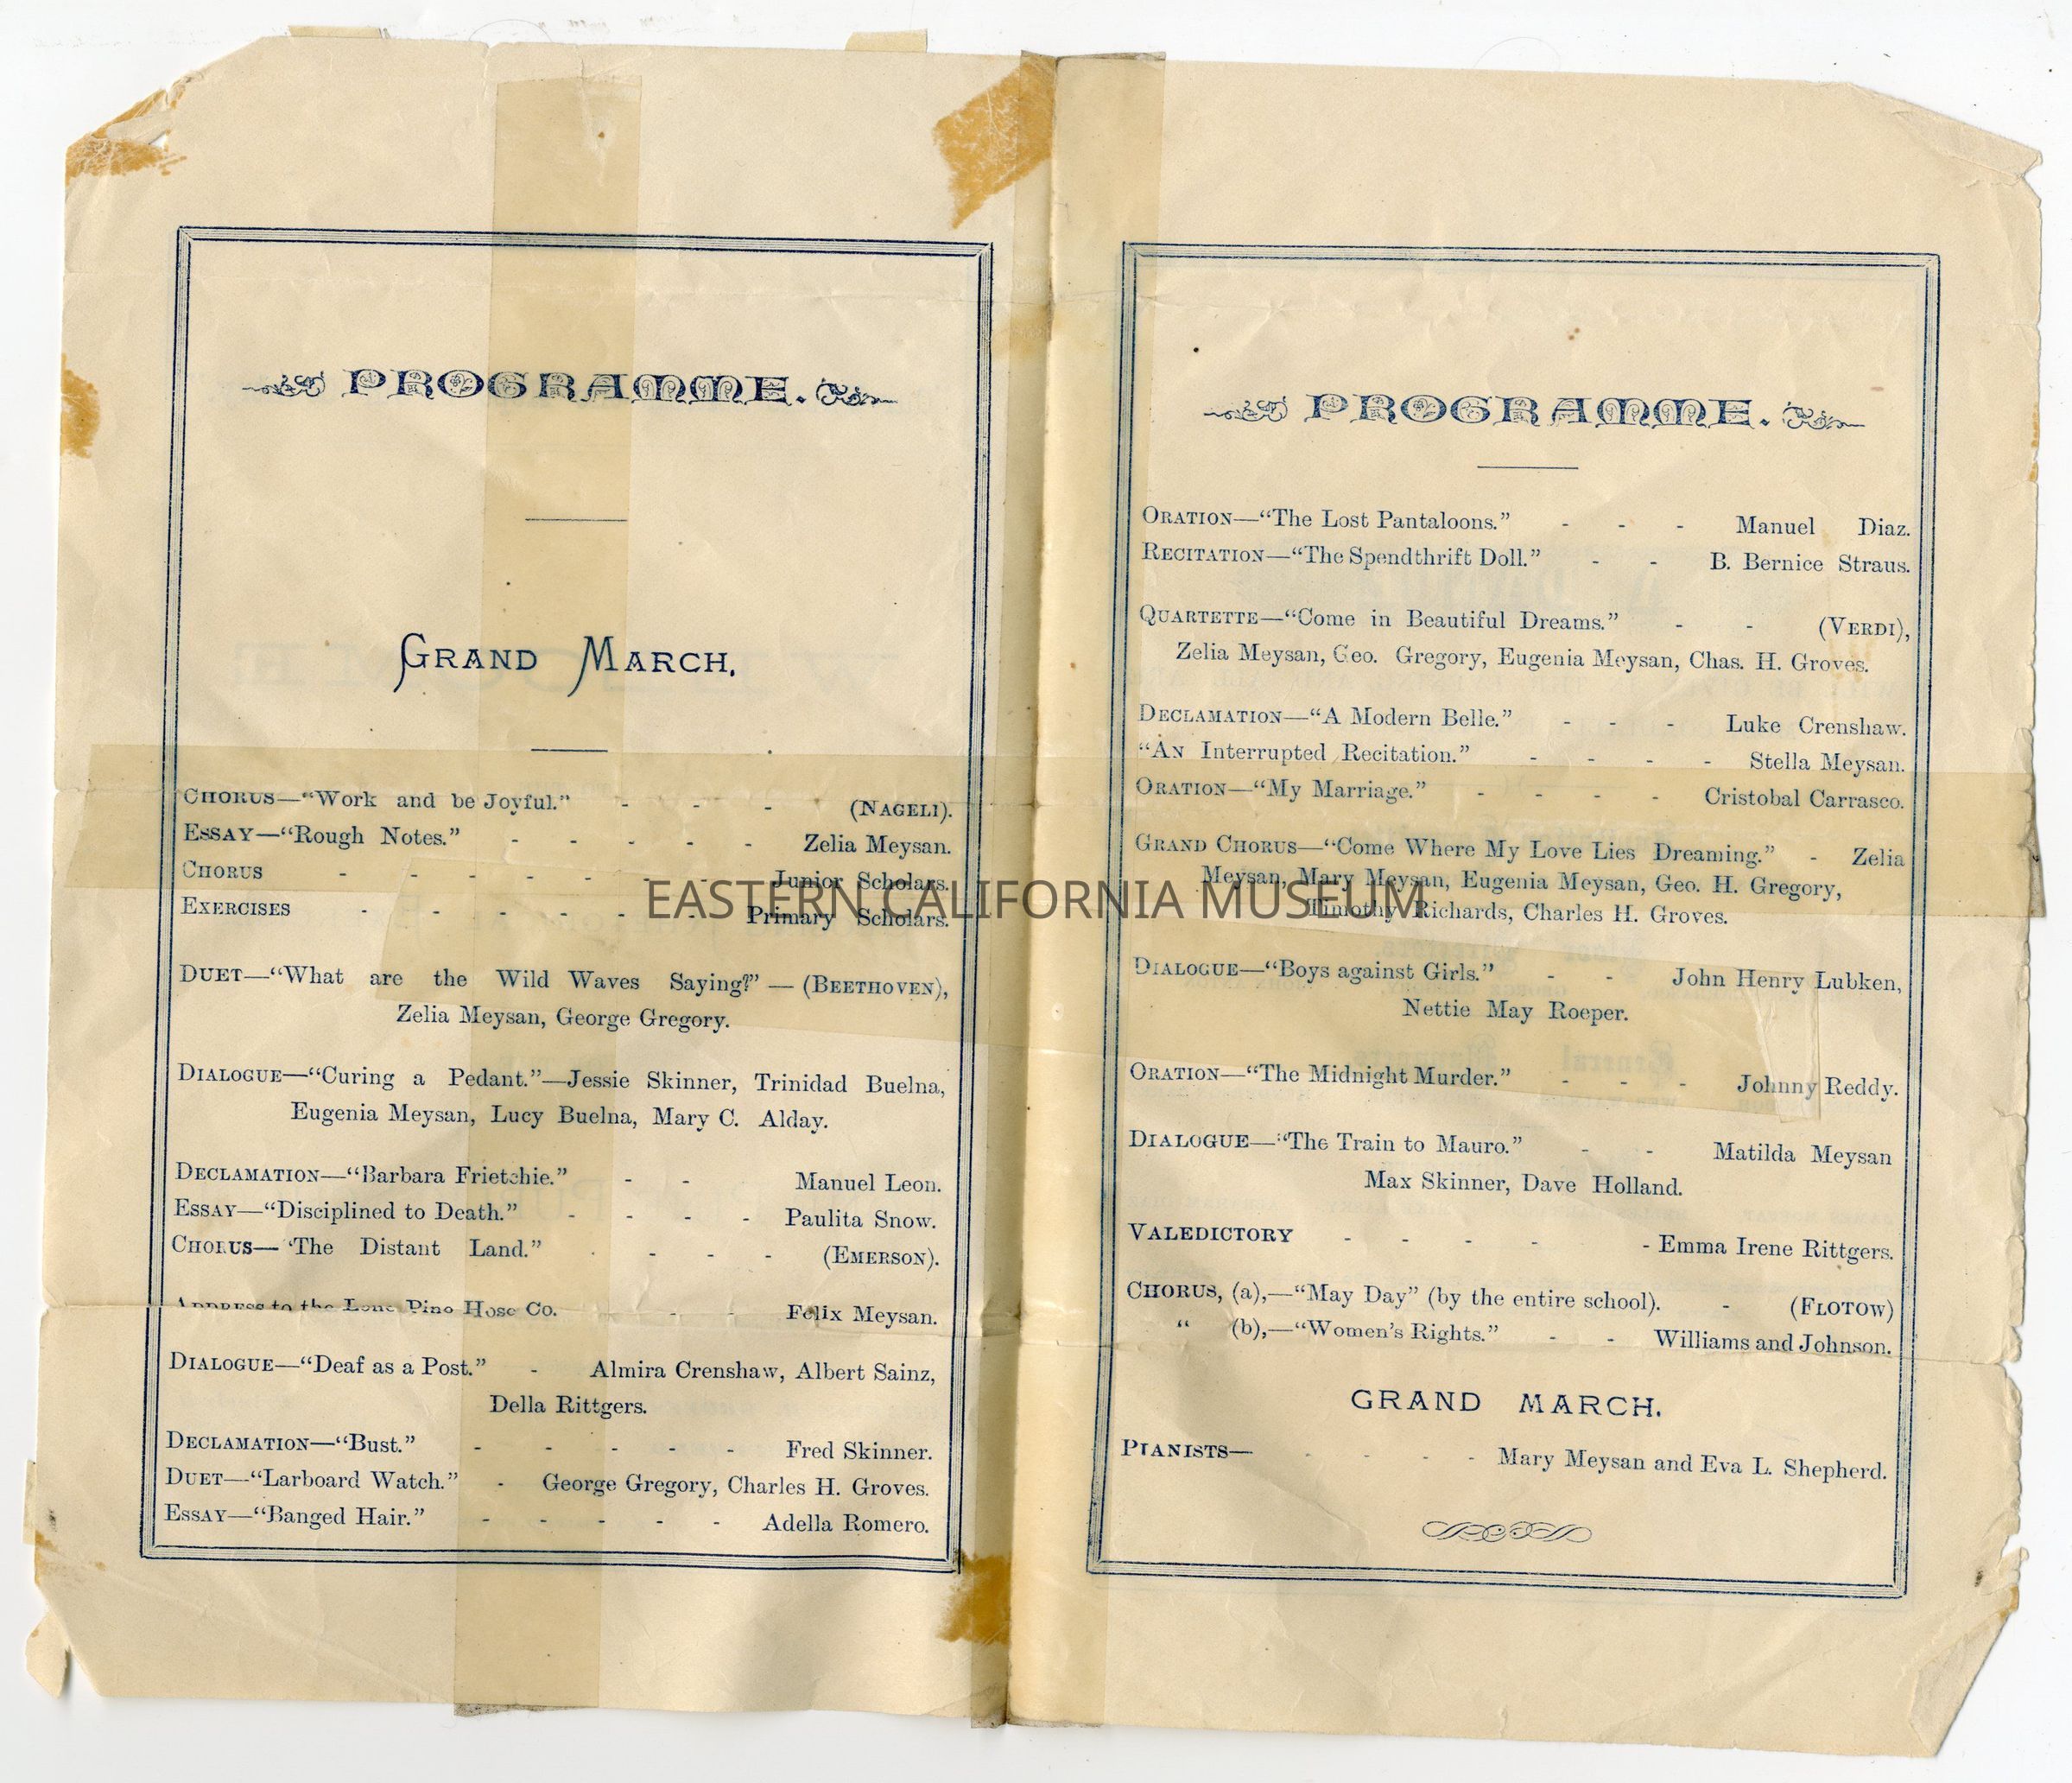 PROGRAMME.
GRAND MARCH.
CHORUS—"Work and be Joyful." - - - (NAGELI).
ESSAY—"Rough Notes." - - - - - Zelia Meysan.
CHORUS - - - - - - - Junior Scholars.
EXERCISES - - - - - - Primary Scholars.
DUET—"What are the Wild Waves Saying?" — (BEETHOVEN),
Zelia Meysan, George Gregory.
DIALOGUE—"Curing a Pedant."—Jessie Skinner, Trinidad Buelna,
Eugenia Meysan, Lucy Buelna, Mary C. Alday.
DECLAMATION—"Barbara Frietchie." - - Manuel Leon.
ESSAY—"Disciplined to Death." - - - - Paulita Snow.
CHORUS—'The Distant Land." - - - - (EMERSON).
ADDRESS to the Lone Pine Hose Co. - - Felix Meysan.
DIALOGUE—"Deaf as a Post." - Almira Crenshaw, Albert Sainz,
Della Rittgers.
DECLAMATION—"Bust." - - - - - Fred Skinner.
DUET—"Larboard Watch." - George Gregory, Charles H. Groves.
ESSAY—"Banged Hair." - - - - - Adella Romero.
PROGRAMME.
ORATION—"The Lost Pantaloons." - - - Manuel Diaz.
RECITATION—"The Spendthrift Doll." - - B. Bernice Straus.
QUARTETTE—"Come in Beautiful Dreams." - - (VERDI),
Zelia Meysan, Geo. Gregory, Eugenia Meysan, Chas. H. Groves.
DECLAMATION—"A Modern Belle." - - - Luke Crenshaw.
"AN Interrupted Recitation." - - - - Stella Meysan.
ORATION—"My Marriage." - - - - Cristobal Carrasco.
GRAND CHORUS—"Come Where My Love Lies Dreaming." - Zelia
Meysan, Mary Meysan, Eugenia Meysan, Geo. H. Gregory,
Timothy Richards, Charles H. Groves.
DIALOGUE—"Boys against Girls." - - John Henry Lubken,
Nettie May Roeper.
ORATION—"The Midnight Murder." - - - Johnny Reddy.
DIALOGUE—"The Train to Mauro." - - Matilda Meysan
Max Skinner, Dave Holland.
VALEDICTORY - - - - - Emma Irene Rittgers.
CHORUS, (a),—"May Day" (by the entire school). - (FLOTOW)
" (b),—"Women's Rights." - - Williams and Johnson.
GRAND MARCH.
PIANISTS— - - - - Mary Meysan and Eva L. Shepherd.
EASTERN CALIFORNIA MUSEUM